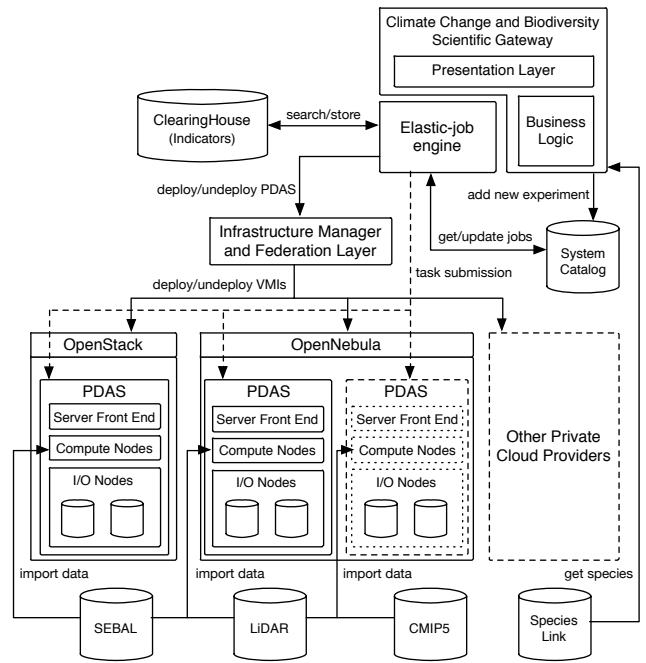 Climate Change and Biodiversity
Scientific Gateway
Presentation Layer
ClearingHouse
(Indicators)
search/store
Elastic-job
engine
Business
Logic
deploy/undeploy PDAS
add new experiment
Infrastructure Manager
and Federation Layer
get/update jobs
System
Catalog
task submission
deploy/undeploy VMIs
OpenStack
OpenNebula
PDAS
Server Front End
Compute Nodes
I/O Nodes
PDAS
Server Front End
Compute Nodes
I/O Nodes
PDAS
Server Front End
Compute Nodes
I/O Nodes
Other Private
Cloud Providers
import data
import data
import data
get species
SEBAL
LiDAR
CMIP5
Species
Link